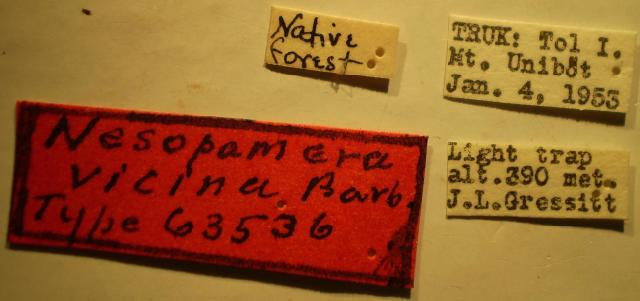 Native
forest
TRUK: Tol I.
Mt. Unibot
Jan. 4, 1953
Nesopamera
vicina Barb.
Type 63536
Light trap
alt.390 met.
J.L.Gressitt